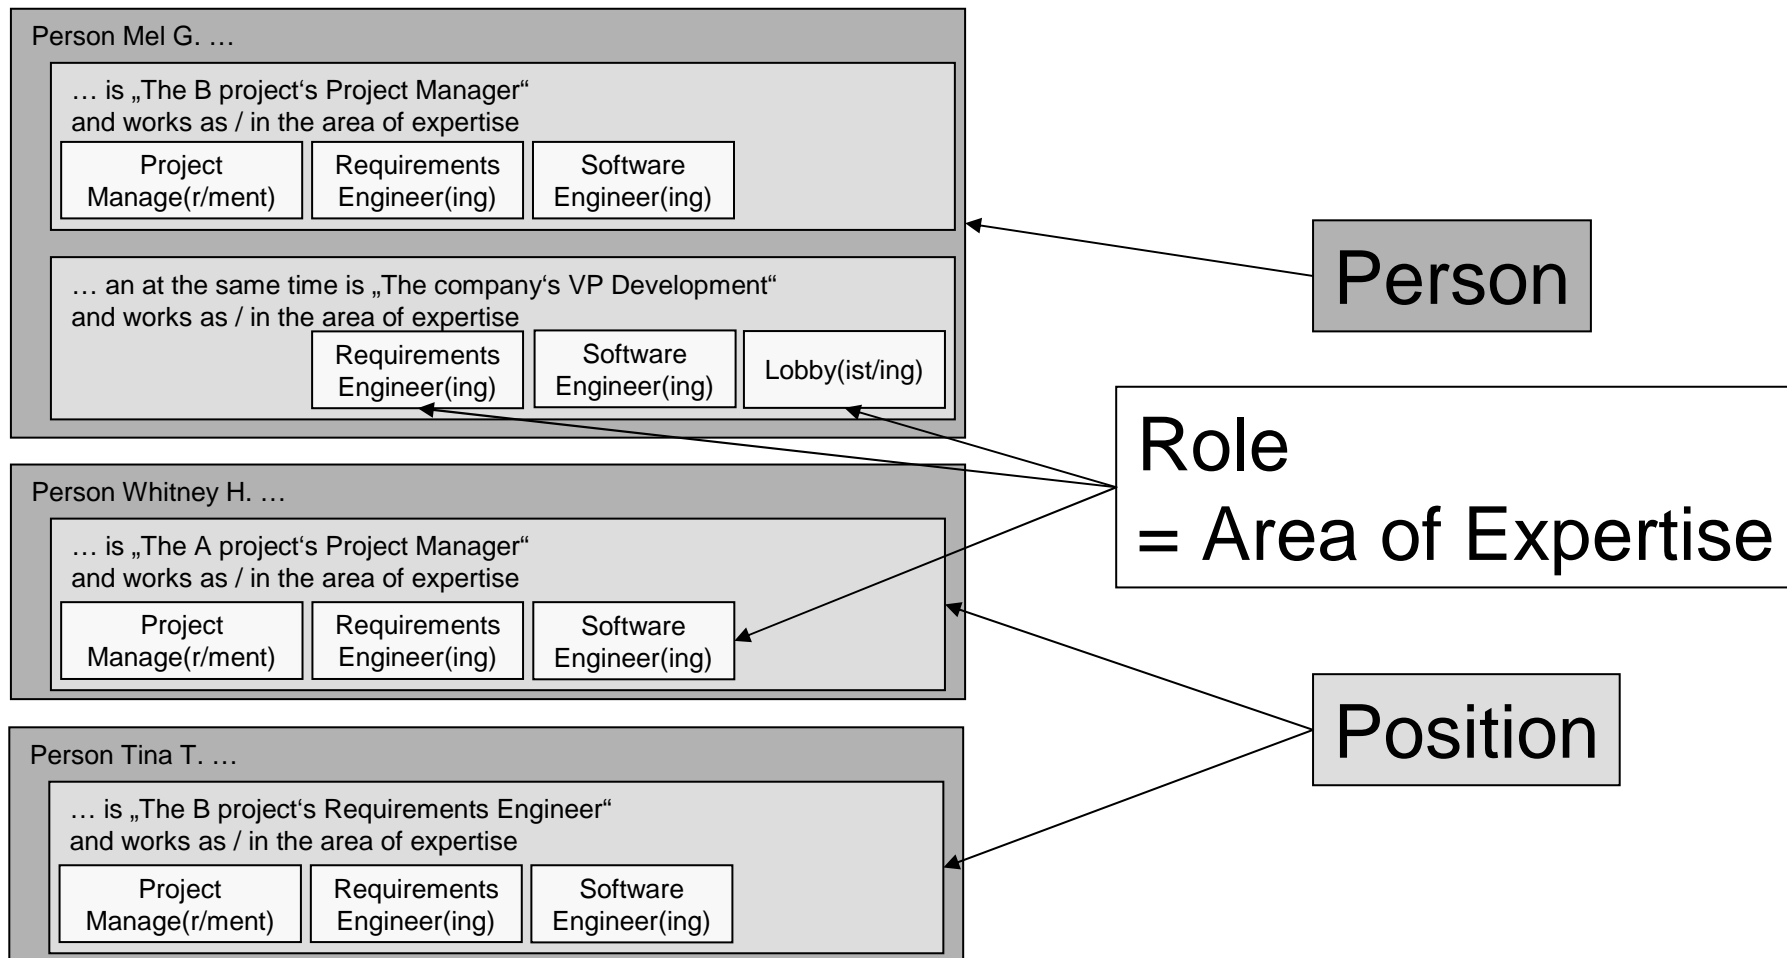 Person Mel G. …
… is „The B project‘s Project Manager“
and works as / in the area of expertise
Project
Manage(r/ment)
Requirements
Engineer(ing)
Software
Engineer(ing)
… an at the same time is „The company‘s VP Development“
and works as / in the area of expertise
Requirements
Engineer(ing)
Software
Engineer(ing)
Lobby(ist/ing)
Person Whitney H. …
… is „The A project‘s Project Manager“
and works as / in the area of expertise
Project
Manage(r/ment)
Requirements
Engineer(ing)
Software
Engineer(ing)
Person Tina T. …
… is „The B project‘s Requirements Engineer“
and works as / in the area of expertise
Project
Manage(r/ment)
Requirements
Engineer(ing)
Software
Engineer(ing)
Person
Role
= Area of Expertise
Position